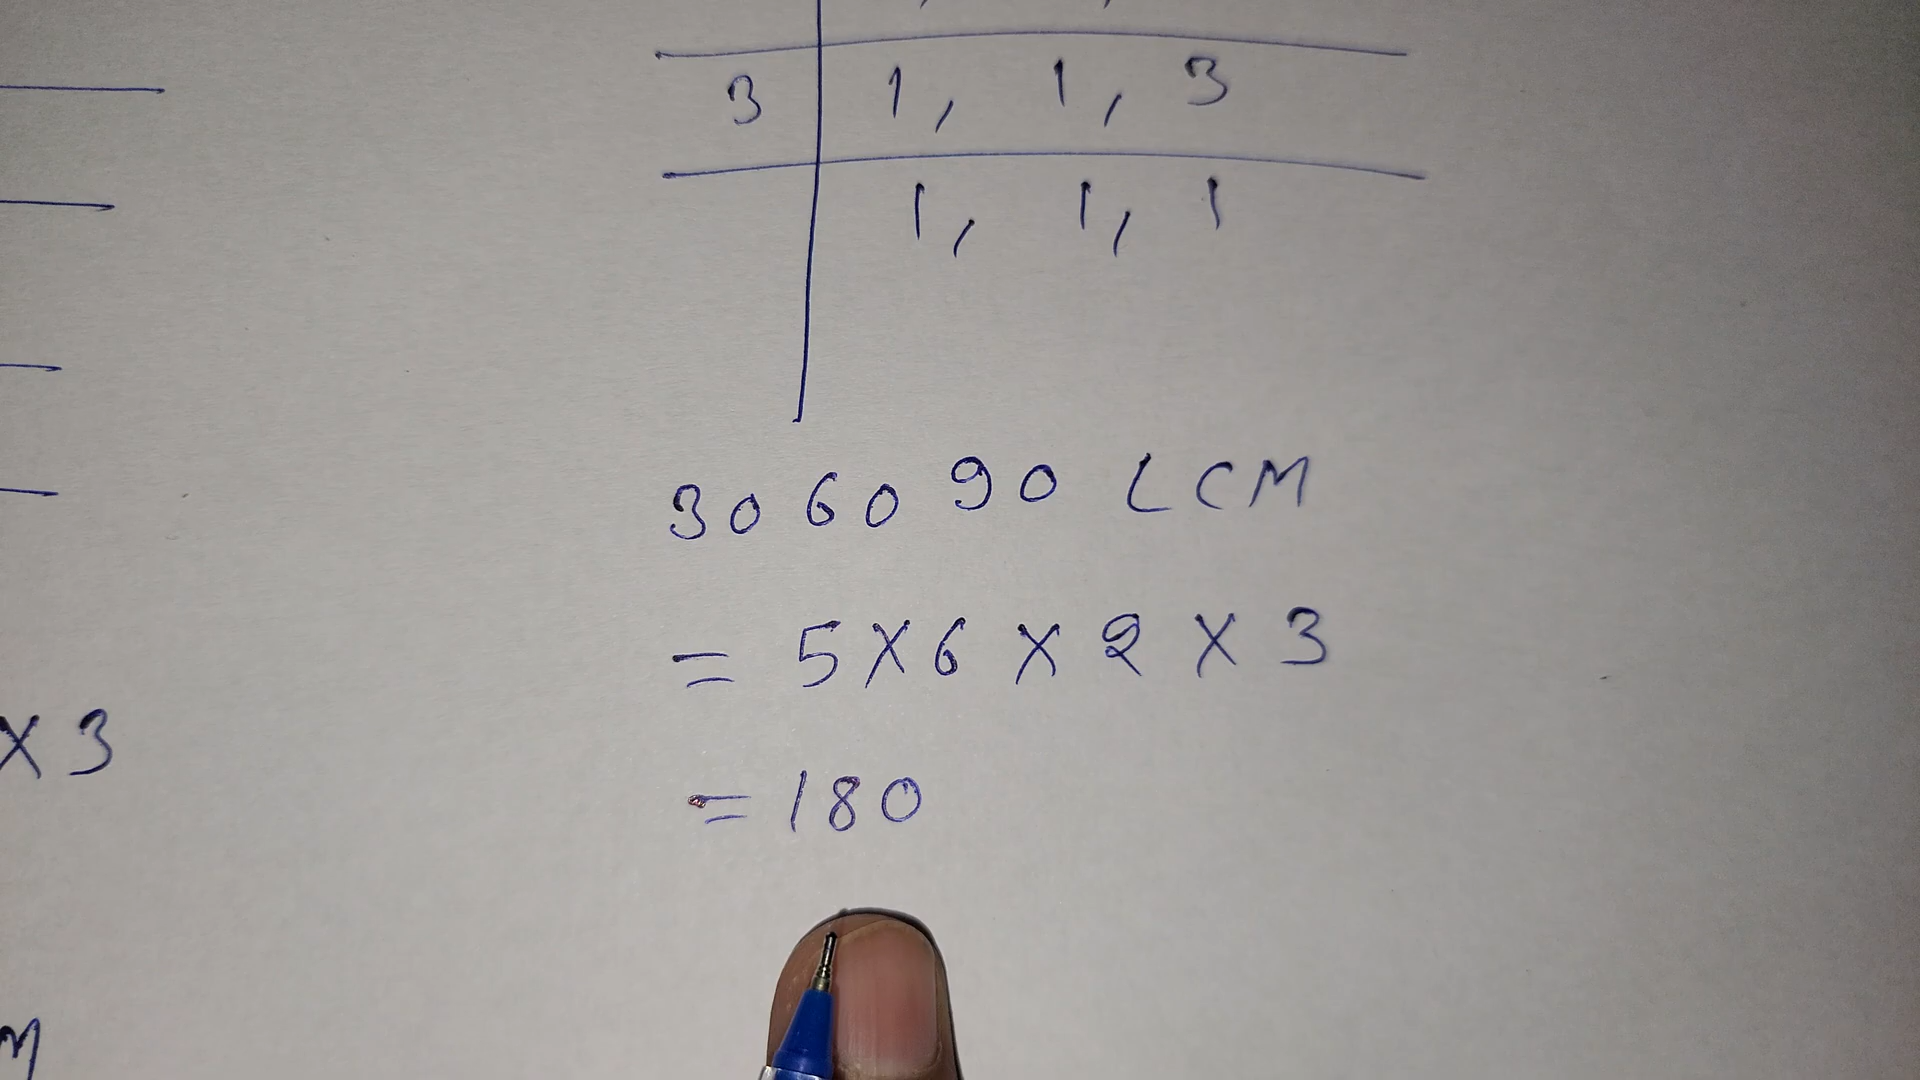 3 1, 1, 3
1, 1, 1
30 60 90 LCM
= 5 X 6 X 2 X 3
= 180
X 3
M